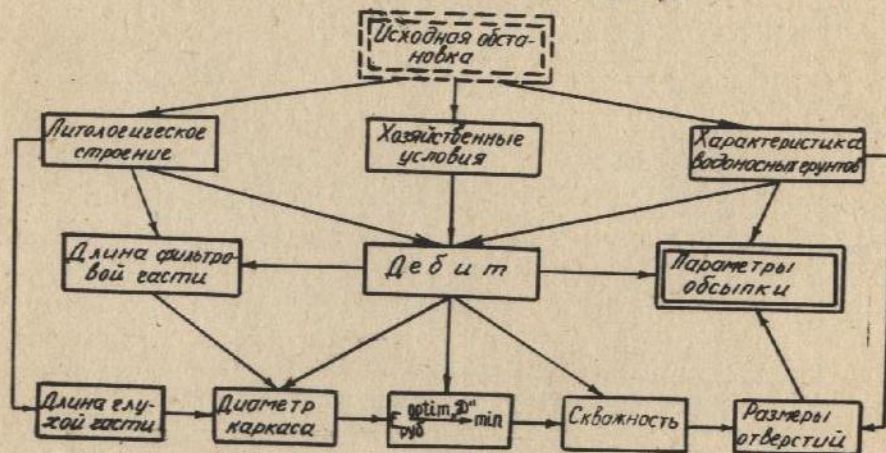 Исходная обста-
новка
Литологическое
строение
Хозяйственные
условия
Характеристика
водоносных грунтов
Длина фильтро-
вой части
Дебит
Параметры
обсыпки
Длина глу-
хой части
Диаметр
каркаса
optim „D"
F руб → min
Скважность
Размеры
отверстий